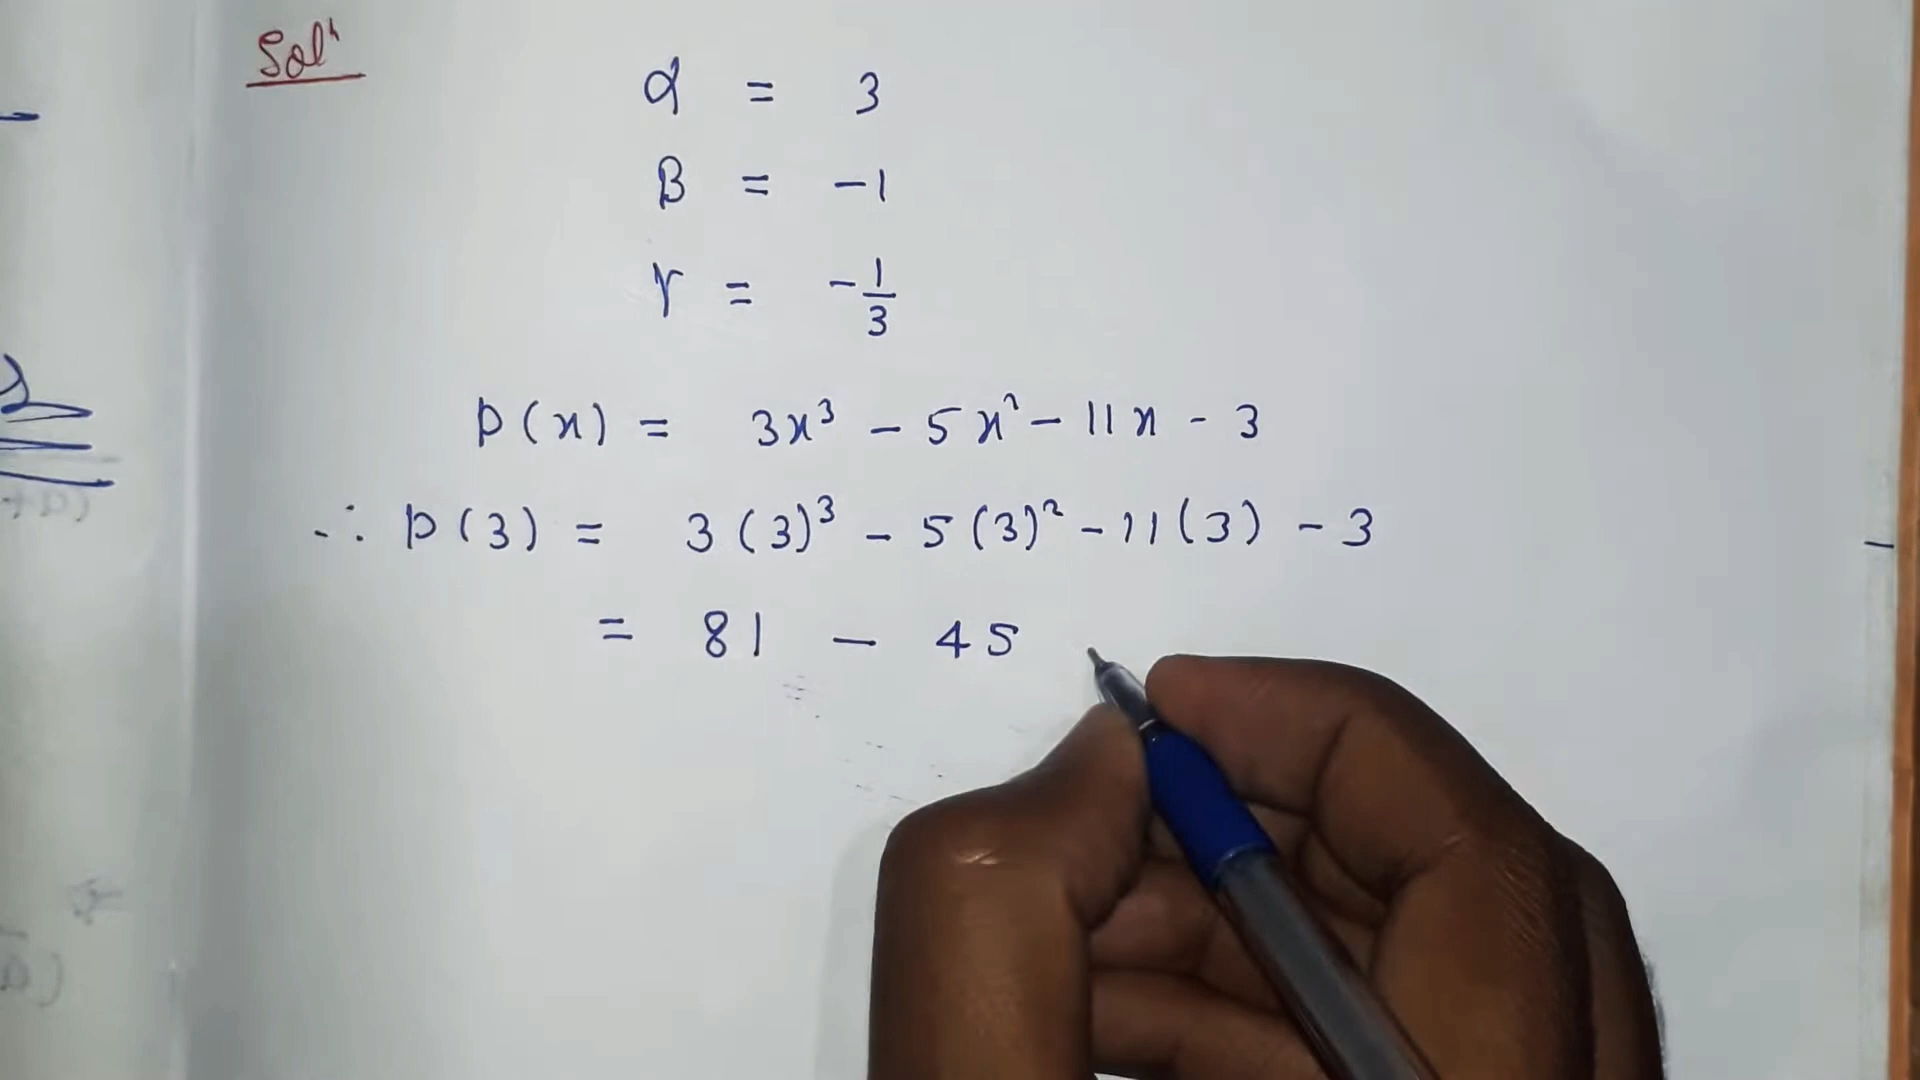 Solⁿ
α = 3
β = -1
γ = -1/3
p(x) = 3x³ - 5x² - 11x - 3
∴ p(3) = 3(3)³ - 5(3)² - 11(3) - 3
= 81 - 45